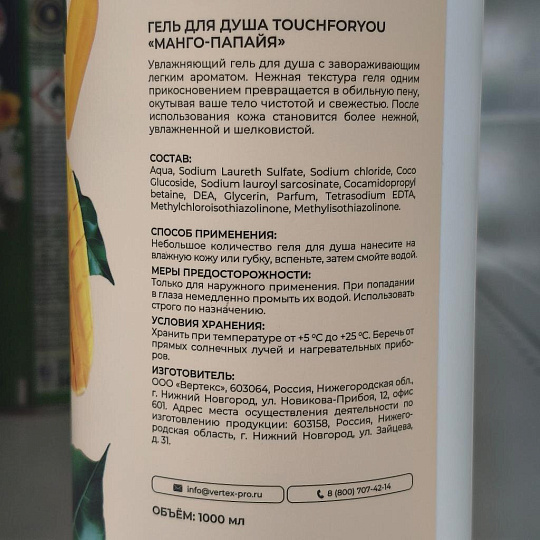 ГЕЛЬ ДЛЯ ДУША TOUCHFORYOU
«МАНГО-ПАПАЙЯ»
Увлажняющий гель для душа с завораживающим
легким ароматом. Нежная текстура геля одним
прикосновением превращается в обильную пену,
окутывая ваше тело чистотой и свежестью. После
использования кожа становится более нежной,
увлажненной и шелковистой.
СОСТАВ:
Aqua, Sodium Laureth Sulfate, Sodium chloride, Coco
Glucoside, Sodium lauroyl sarcosinate, Cocamidopropyl
betaine, DEA, Glycerin, Parfum, Tetrasodium EDTA,
Methylchloroisothiazolinone, Methylisothiazolinone.
СПОСОБ ПРИМЕНЕНИЯ:
Небольшое количество геля для душа нанесите на
влажную кожу или губку, вспеньте, затем смойте водой.
МЕРЫ ПРЕДОСТОРОЖНОСТИ:
Только для наружного применения. При попадании
в глаза немедленно промыть их водой. Использовать
строго по назначению.
УСЛОВИЯ ХРАНЕНИЯ:
Хранить при температуре от +5 ºС до +25 ºС. Беречь от
прямых солнечных лучей и нагревательных прибо-
ров.
ИЗГОТОВИТЕЛЬ:
ООО «Вертекс», 603064, Россия, Нижегородская обл.,
г. Нижний Новгород, ул. Новикова-Прибоя, 12, офис
601. Адрес места осуществления деятельности по
изготовлению продукции: 603158, Россия, Нижего-
родская область, г. Нижний Новгород, ул. Зайцева,
д. 31.
info@vertex-pro.ru
8 (800) 707-42-14
ОБЪЁМ: 1000 мл